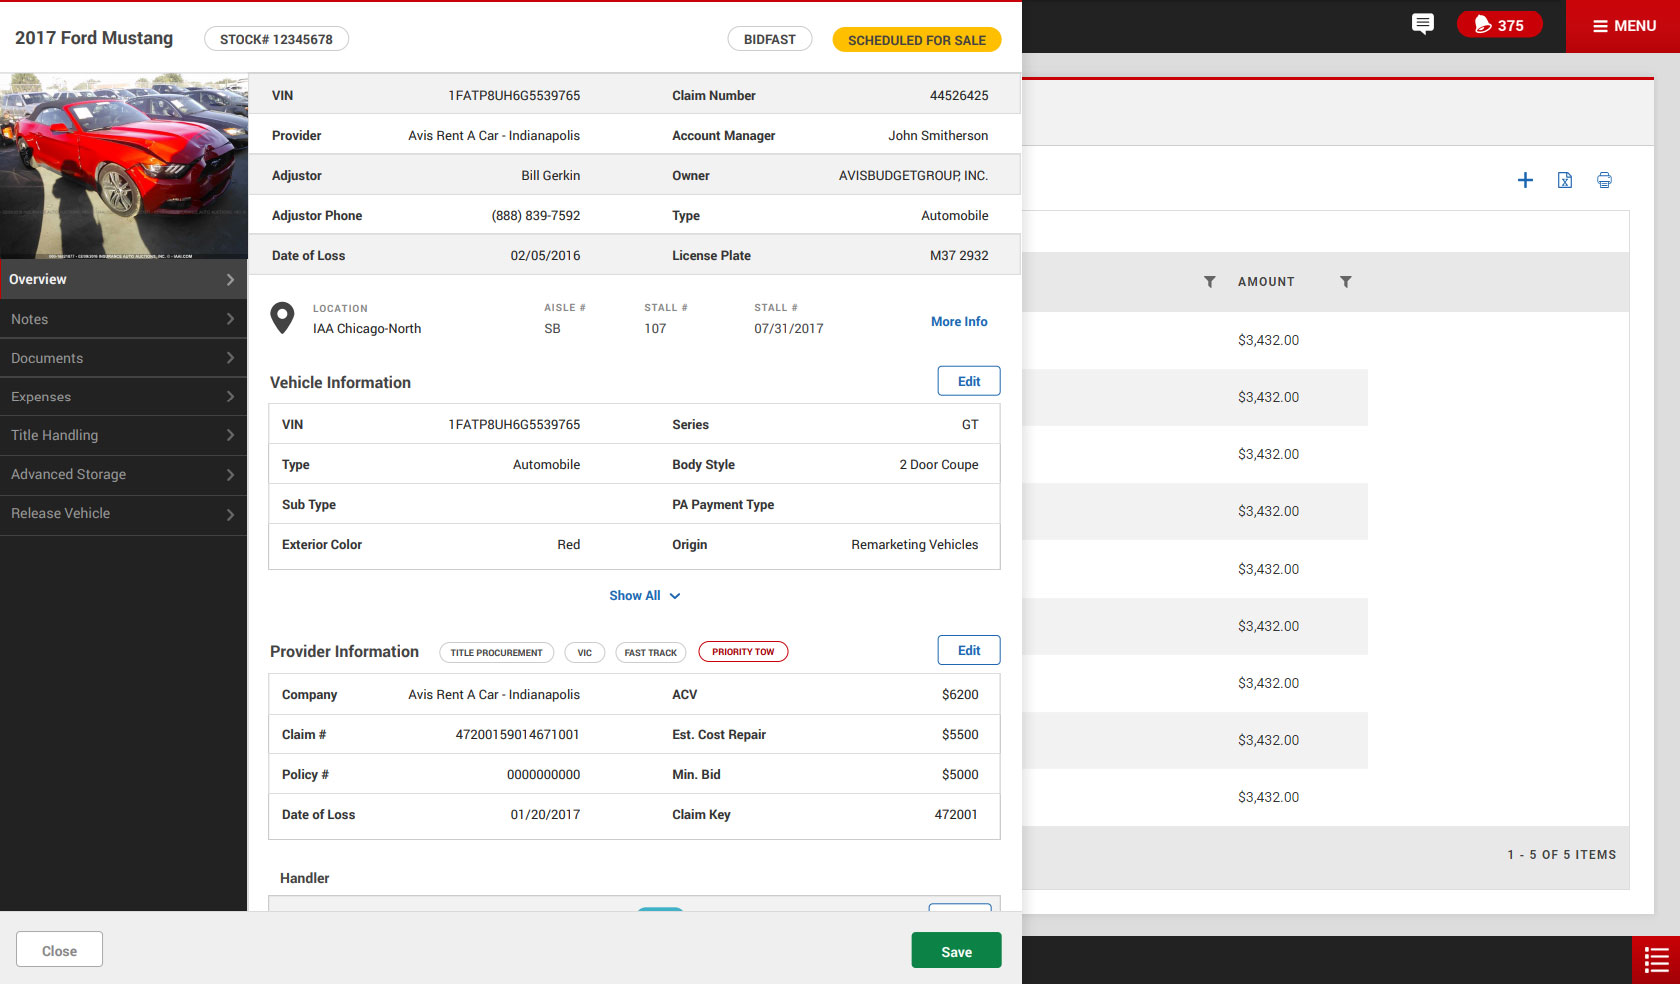 2017 Ford Mustang
STOCK# 12345678
BIDFAST
SCHEDULED FOR SALE
375
MENU
VIN 1FATP8UH6G5539765 Claim Number 44526425
Provider Avis Rent A Car - Indianapolis Account Manager John Smitherson
Adjustor Bill Gerkin Owner AVISBUDGETGROUP, INC.
Adjustor Phone (888) 839-7592 Type Automobile
Date of Loss 02/05/2016 License Plate M37 2932
Overview
Notes
Documents
Expenses
Title Handling
Advanced Storage
Release Vehicle
LOCATION AISLE # STALL # STALL #
IAA Chicago-North SB 107 07/31/2017
More Info
Vehicle Information
Edit
VIN 1FATP8UH6G5539765 Series GT
Type Automobile Body Style 2 Door Coupe
Sub Type PA Payment Type
Exterior Color Red Origin Remarketing Vehicles
Show All
Provider Information
TITLE PROCUREMENT
VIC
FAST TRACK
PRIORITY TOW
Edit
Company Avis Rent A Car - Indianapolis ACV $6200
Claim # 47200159014671001 Est. Cost Repair $5500
Policy # 0000000000 Min. Bid $5000
Date of Loss 01/20/2017 Claim Key 472001
Handler
Close
Save
AMOUNT
$3,432.00
$3,432.00
$3,432.00
$3,432.00
$3,432.00
$3,432.00
$3,432.00
$3,432.00
$3,432.00
1 - 5 OF 5 ITEMS